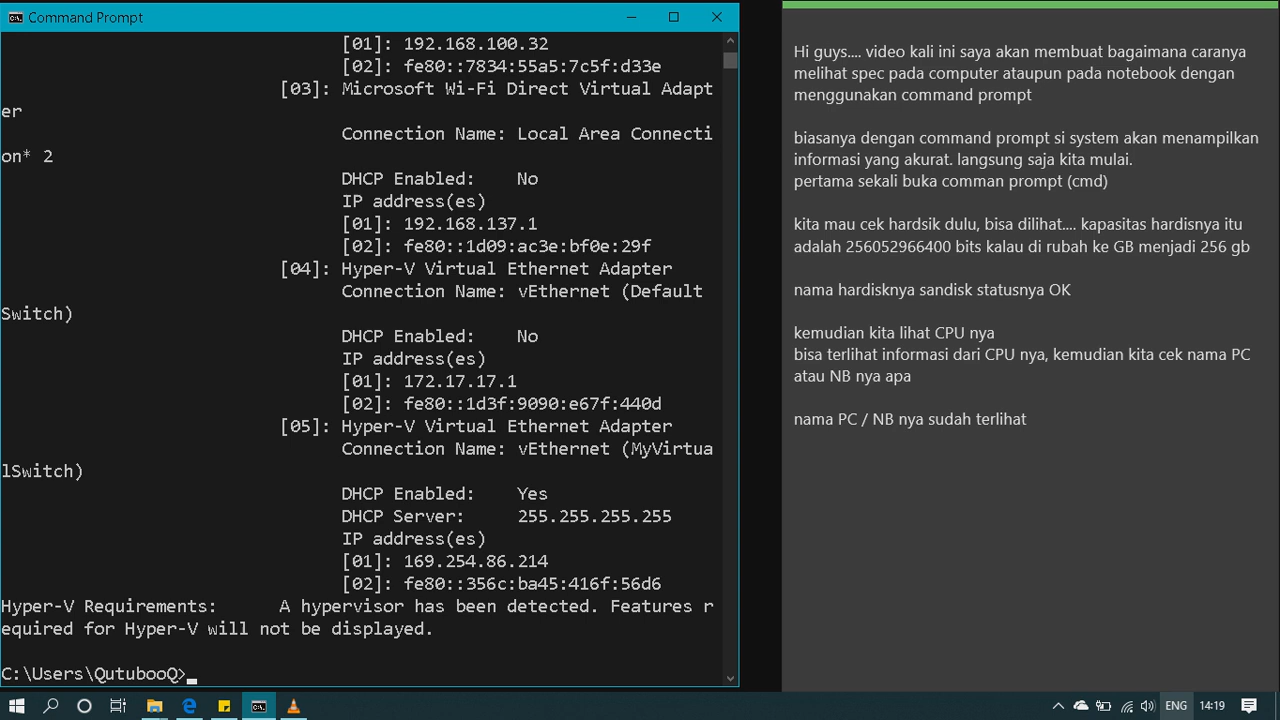 Command Prompt
[01]: 192.168.100.32
[02]: fe80::7834:55a5:7c5f:d33e
[03]: Microsoft Wi-Fi Direct Virtual Adapt
er
Connection Name: Local Area Connecti
on* 2
DHCP Enabled: No
IP address(es)
[01]: 192.168.137.1
[02]: fe80::1d09:ac3e:bf0e:29f
[04]: Hyper-V Virtual Ethernet Adapter
Connection Name: vEthernet (Default
Switch)
DHCP Enabled: No
IP address(es)
[01]: 172.17.17.1
[02]: fe80::1d3f:9090:e67f:440d
[05]: Hyper-V Virtual Ethernet Adapter
Connection Name: vEthernet (MyVirtua
lSwitch)
DHCP Enabled: Yes
DHCP Server: 255.255.255.255
IP address(es)
[01]: 169.254.86.214
[02]: fe80::356c:ba45:416f:56d6
Hyper-V Requirements: A hypervisor has been detected. Features r
equired for Hyper-V will not be displayed.
C:\Users\QutubooQ>
Hi guys.... video kali ini saya akan membuat bagaimana caranya
melihat spec pada computer ataupun pada notebook dengan
menggunakan command prompt
biasanya dengan command prompt si system akan menampilkan
informasi yang akurat. langsung saja kita mulai.
pertama sekali buka comman prompt (cmd)
kita mau cek hardsik dulu, bisa dilihat.... kapasitas hardisnya itu
adalah 256052966400 bits kalau di rubah ke GB menjadi 256 gb
nama hardisknya sandisk statusnya OK
kemudian kita lihat CPU nya
bisa terlihat informasi dari CPU nya, kemudian kita cek nama PC
atau NB nya apa
nama PC / NB nya sudah terlihat
ENG
14:19